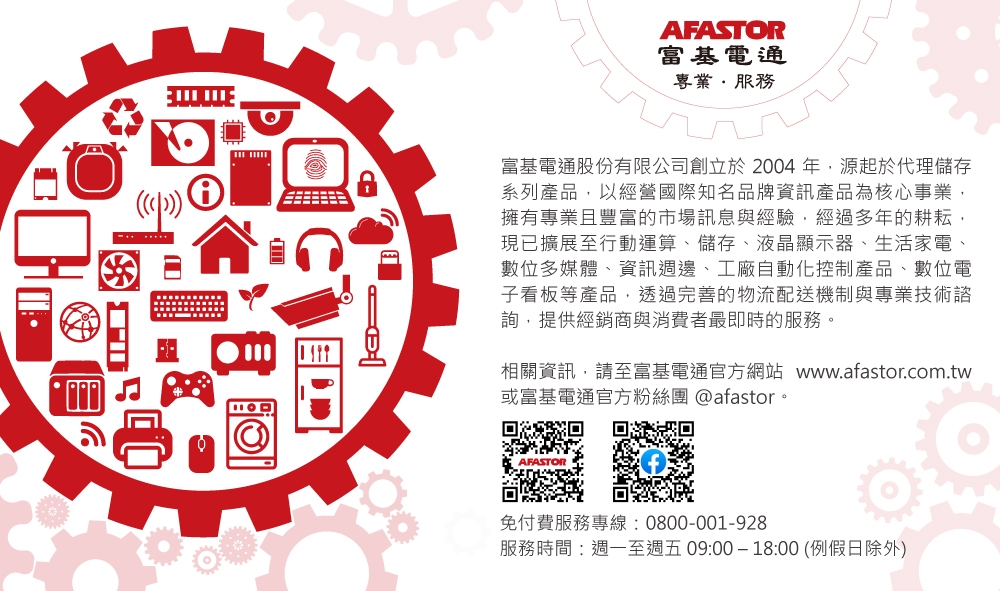 AFASTOR
富基電通
專業·服務
富基電通股份有限公司創立於 2004 年，源起於代理儲存
系列產品，以經營國際知名品牌資訊產品為核心事業，
擁有專業且豐富的市場訊息與經驗，經過多年的耕耘，
現已擴展至行動運算、儲存、液晶顯示器、生活家電、
數位多媒體、資訊週邊、工廠自動化控制產品、數位電
子看板等產品，透過完善的物流配送機制與專業技術諮
詢，提供經銷商與消費者最即時的服務。
相關資訊，請至富基電通官方網站 www.afastor.com.tw
或富基電通官方粉絲團 @afastor。
AFASTOR
免付費服務專線：0800-001-928
服務時間：週一至週五 09:00 – 18:00 (例假日除外)